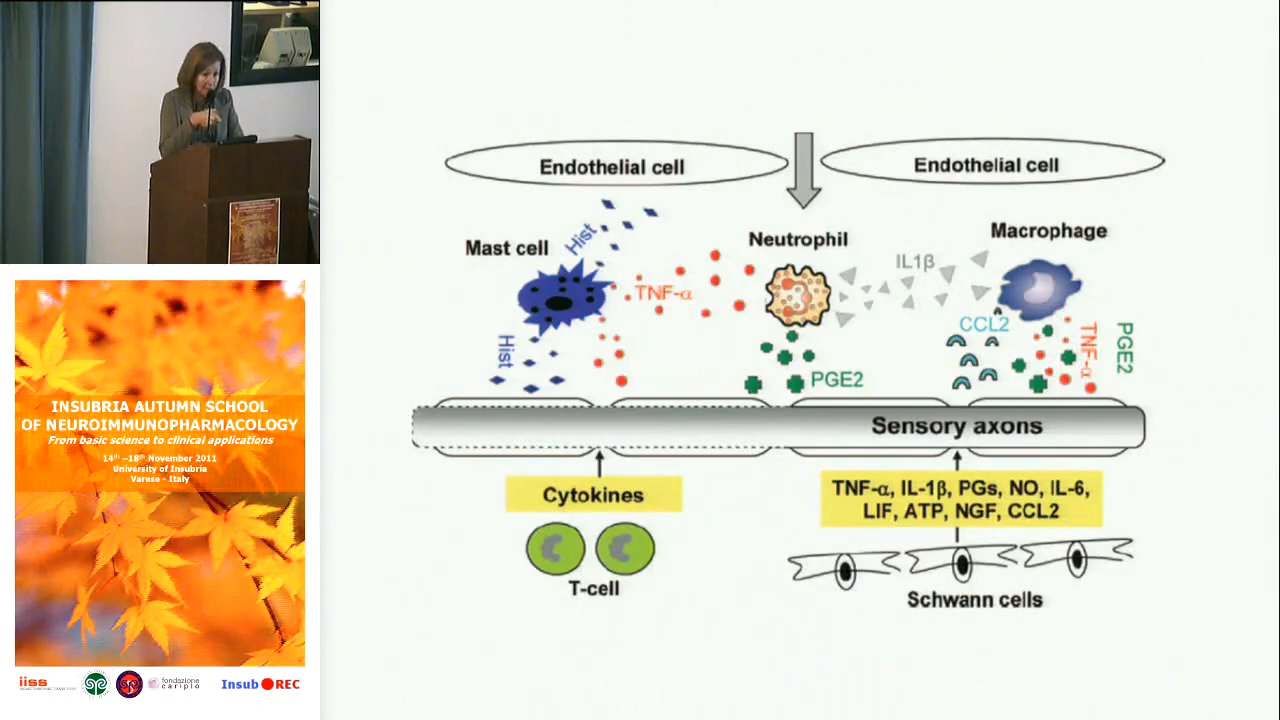 Endothelial cell
Endothelial cell
Mast cell
Hist
Neutrophil
Macrophage
IL1β
TNF-α
CCL2
Hist
TNF-α
PGE2
PGE2
Sensory axons
Cytokines
TNF-α, IL-1β, PGs, NO, IL-6,
LIF, ATP, NGF, CCL2
T-cell
Schwann cells
INSUBRIA AUTUMN SCHOOL
OF NEUROIMMUNOPHARMACOLOGY
From basic science to clinical applications
14th –18th November 2011
University of Insubria
Varese - Italy
iiss
fondazione
cariplo
Insub REC